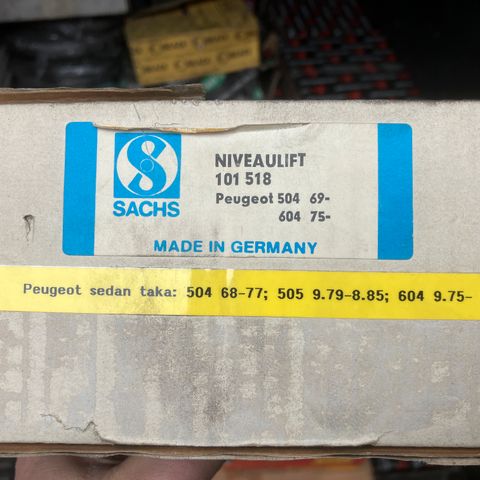 NIVEAULIFT
101 518
Peugeot 504 69-
604 75-
SACHS
MADE IN GERMANY
Peugeot sedan taka: 504 68-77; 505 9.79-8.85; 604 9.75-